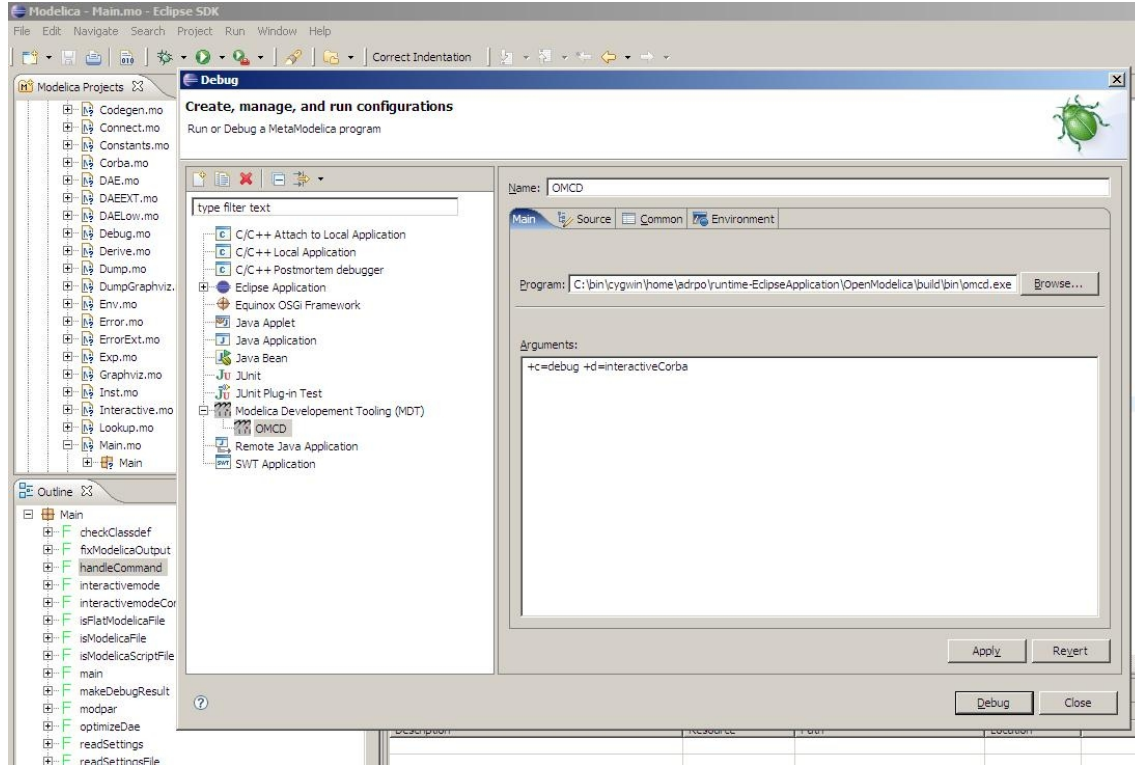 Modelica - Main.mo - Eclipse SDK
File Edit Navigate Search Project Run Window Help
Correct Indentation
Modelica Projects
Codegen.mo
Connect.mo
Constants.mo
Corba.mo
DAE.mo
DAEEXT.mo
DAELow.mo
Debug.mo
Derive.mo
Dump.mo
DumpGraphviz.
Env.mo
Error.mo
ErrorExt.mo
Exp.mo
Graphviz.mo
Inst.mo
Interactive.mo
Lookup.mo
Main.mo
Main
Outline
Main
checkClassdef
fixModelicaOutput
handleCommand
interactivemode
interactivemodeCor
isFlatModelicaFile
isModelicaFile
isModelicaScriptFile
main
makeDebugResult
modpar
optimizeDae
readSettings
readSettingsFile
Debug
Create, manage, and run configurations
Run or Debug a MetaModelica program
type filter text
C/C++ Attach to Local Application
C/C++ Local Application
C/C++ Postmortem debugger
Eclipse Application
Equinox OSGi Framework
Java Applet
Java Application
Java Bean
JUnit
JUnit Plug-in Test
Modelica Developement Tooling (MDT)
OMCD
Remote Java Application
SWT Application
Name: OMCD
Main Source Common Environment
Program: C:\bin\cygwin\home\adrpo\runtime-EclipseApplication\OpenModelica\build\bin\omcd.exe Browse...
Arguments:
+c=debug +d=interactiveCorba
Apply Revert
Debug Close
Description Resource Path Location